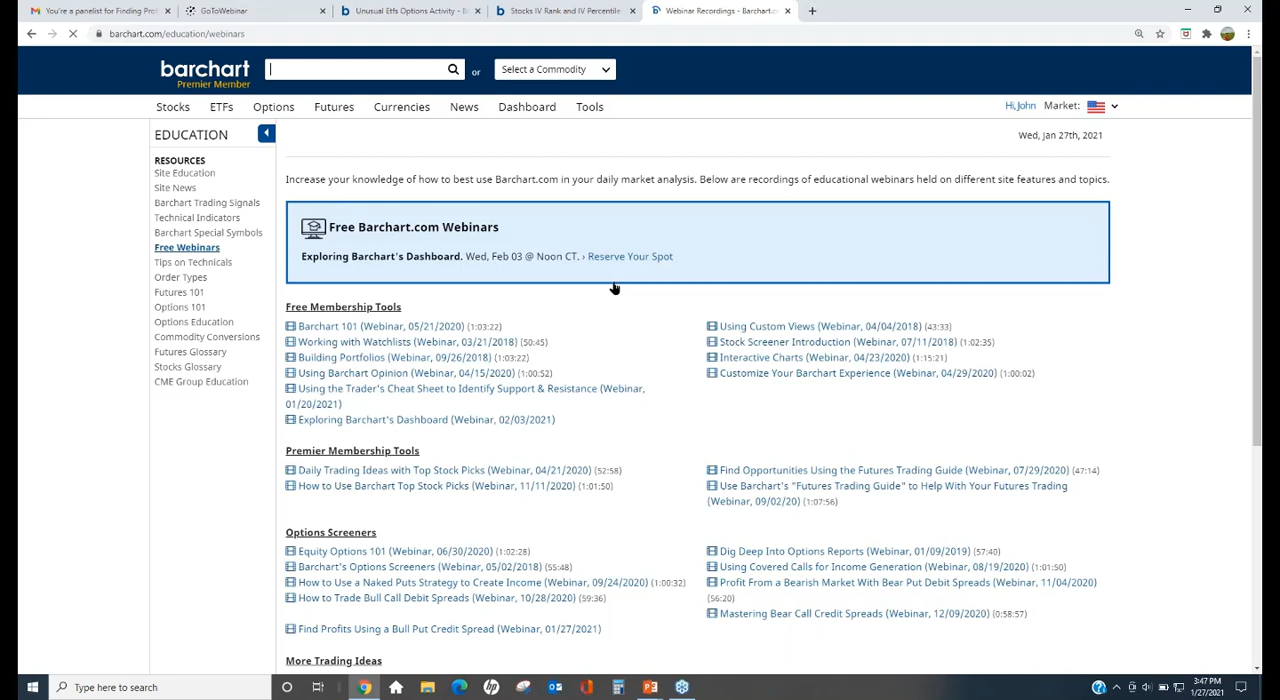 You're a panelist for Finding Pro
GoToWebinar
Unusual Etfs Options Activity - B
Stocks IV Rank and IV Percentile
Webinar Recordings - Barchart.c
barchart.com/education/webinars
barchart
Premier Member
or
Select a Commodity
Stocks
ETFs
Options
Futures
Currencies
News
Dashboard
Tools
Hi, John
Market:
EDUCATION
Wed, Jan 27th, 2021
RESOURCES
Site Education
Site News
Barchart Trading Signals
Technical Indicators
Barchart Special Symbols
Free Webinars
Tips on Technicals
Order Types
Futures 101
Options 101
Options Education
Commodity Conversions
Futures Glossary
Stocks Glossary
CME Group Education
Increase your knowledge of how to best use Barchart.com in your daily market analysis. Below are recordings of educational webinars held on different site features and topics.
Free Barchart.com Webinars
Exploring Barchart's Dashboard. Wed, Feb 03 @ Noon CT. › Reserve Your Spot
Free Membership Tools
Barchart 101 (Webinar, 05/21/2020) (1:03:22)
Working with Watchlists (Webinar, 03/21/2018) (50:45)
Building Portfolios (Webinar, 09/26/2018) (1:03:22)
Using Barchart Opinion (Webinar, 04/15/2020) (1:00:52)
Using the Trader's Cheat Sheet to Identify Support & Resistance (Webinar,
01/20/2021)
Exploring Barchart's Dashboard (Webinar, 02/03/2021)
Using Custom Views (Webinar, 04/04/2018) (43:33)
Stock Screener Introduction (Webinar, 07/11/2018) (1:02:35)
Interactive Charts (Webinar, 04/23/2020) (1:15:21)
Customize Your Barchart Experience (Webinar, 04/29/2020) (1:00:02)
Premier Membership Tools
Daily Trading Ideas with Top Stock Picks (Webinar, 04/21/2020) (52:58)
How to Use Barchart Top Stock Picks (Webinar, 11/11/2020) (1:01:50)
Find Opportunities Using the Futures Trading Guide (Webinar, 07/29/2020) (47:14)
Use Barchart's "Futures Trading Guide" to Help With Your Futures Trading
(Webinar, 09/02/20) (1:07:56)
Options Screeners
Equity Options 101 (Webinar, 06/30/2020) (1:02:28)
Barchart's Options Screeners (Webinar, 05/02/2018) (55:48)
How to Use a Naked Puts Strategy to Create Income (Webinar, 09/24/2020) (1:00:32)
How to Trade Bull Call Debit Spreads (Webinar, 10/28/2020) (59:36)
Find Profits Using a Bull Put Credit Spread (Webinar, 01/27/2021)
Dig Deep Into Options Reports (Webinar, 01/09/2019) (57:40)
Using Covered Calls for Income Generation (Webinar, 08/19/2020) (1:01:50)
Profit From a Bearish Market With Bear Put Debit Spreads (Webinar, 11/04/2020)
(56:20)
Mastering Bear Call Credit Spreads (Webinar, 12/09/2020) (0:58:57)
More Trading Ideas
Type here to search
3:47 PM
1/27/2021